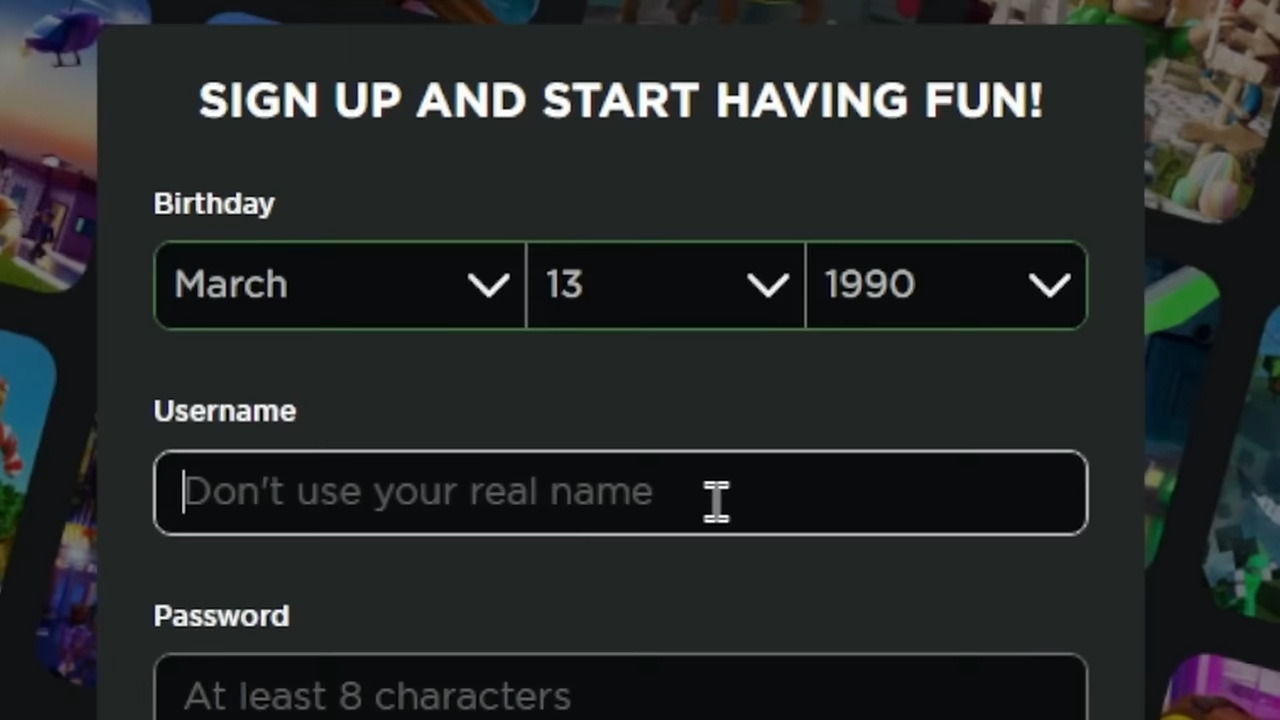 SIGN UP AND START HAVING FUN!
Birthday
March 13 1990
Username
Don't use your real name
Password
At least 8 characters